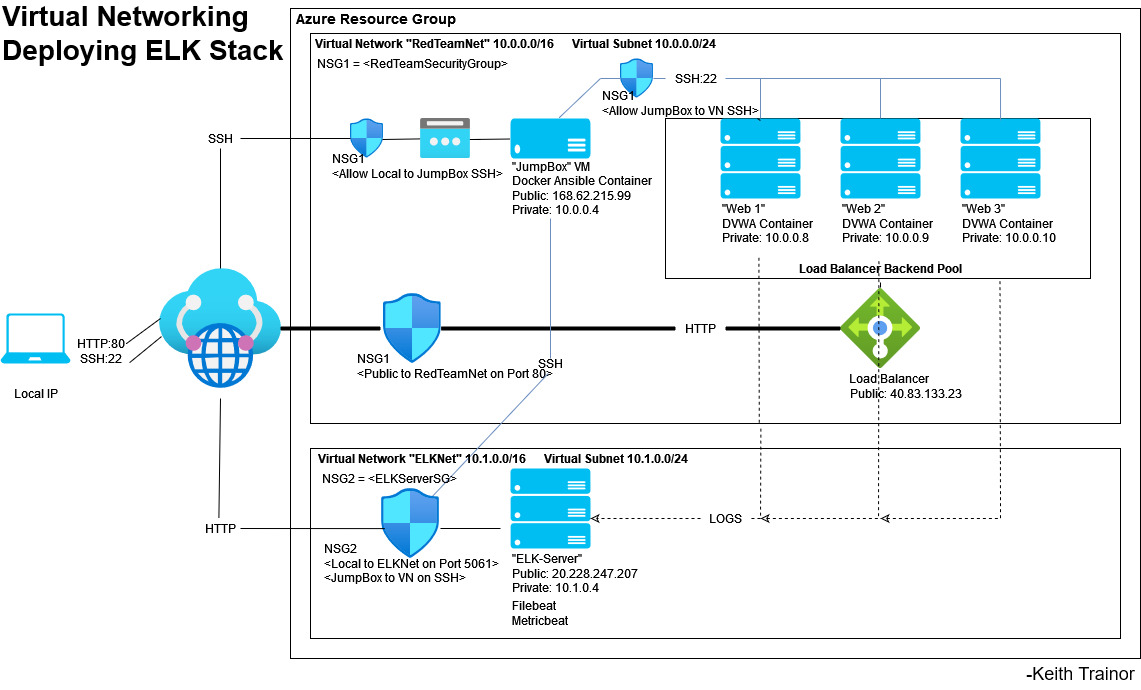 Virtual Networking
Deploying ELK Stack
Azure Resource Group
Virtual Network "RedTeamNet" 10.0.0.0/16 Virtual Subnet 10.0.0.0/24
NSG1 = <RedTeamSecurityGroup>
SSH:22
NSG1
<Allow JumpBox to VN SSH>
SSH
NSG1
<Allow Local to JumpBox SSH>
"JumpBox" VM
Docker Ansible Container
Public: 168.62.215.99
Private: 10.0.0.4
"Web 1"
DVWA Container
Private: 10.0.0.8
"Web 2"
DVWA Container
Private: 10.0.0.9
"Web 3"
DVWA Container
Private: 10.0.0.10
Load Balancer Backend Pool
HTTP:80
SSH:22
Local IP
HTTP
NSG1
<Public to RedTeamNet on Port 80>
SSH
Load Balancer
Public: 40.83.133.23
Virtual Network "ELKNet" 10.1.0.0/16 Virtual Subnet 10.1.0.0/24
NSG2 = <ELKServerSG>
HTTP
LOGS
NSG2
<Local to ELKNet on Port 5061>
<JumpBox to VN on SSH>
"ELK-Server"
Public: 20.228.247.207
Private: 10.1.0.4
Filebeat
Metricbeat
-Keith Trainor